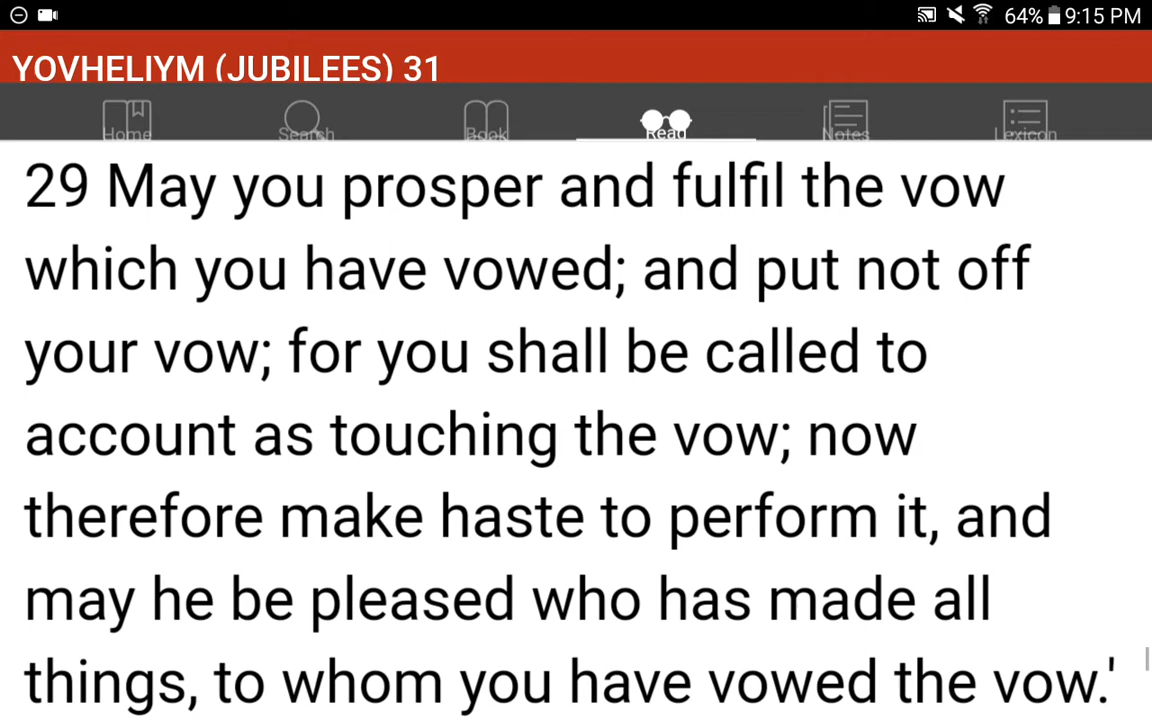 64% 9:15 PM
YOVHELIYM (JUBILEES) 31
Home Search Book Read Notes Lexicon
29 May you prosper and fulfil the vow
which you have vowed; and put not off
your vow; for you shall be called to
account as touching the vow; now
therefore make haste to perform it, and
may he be pleased who has made all
things, to whom you have vowed the vow.'